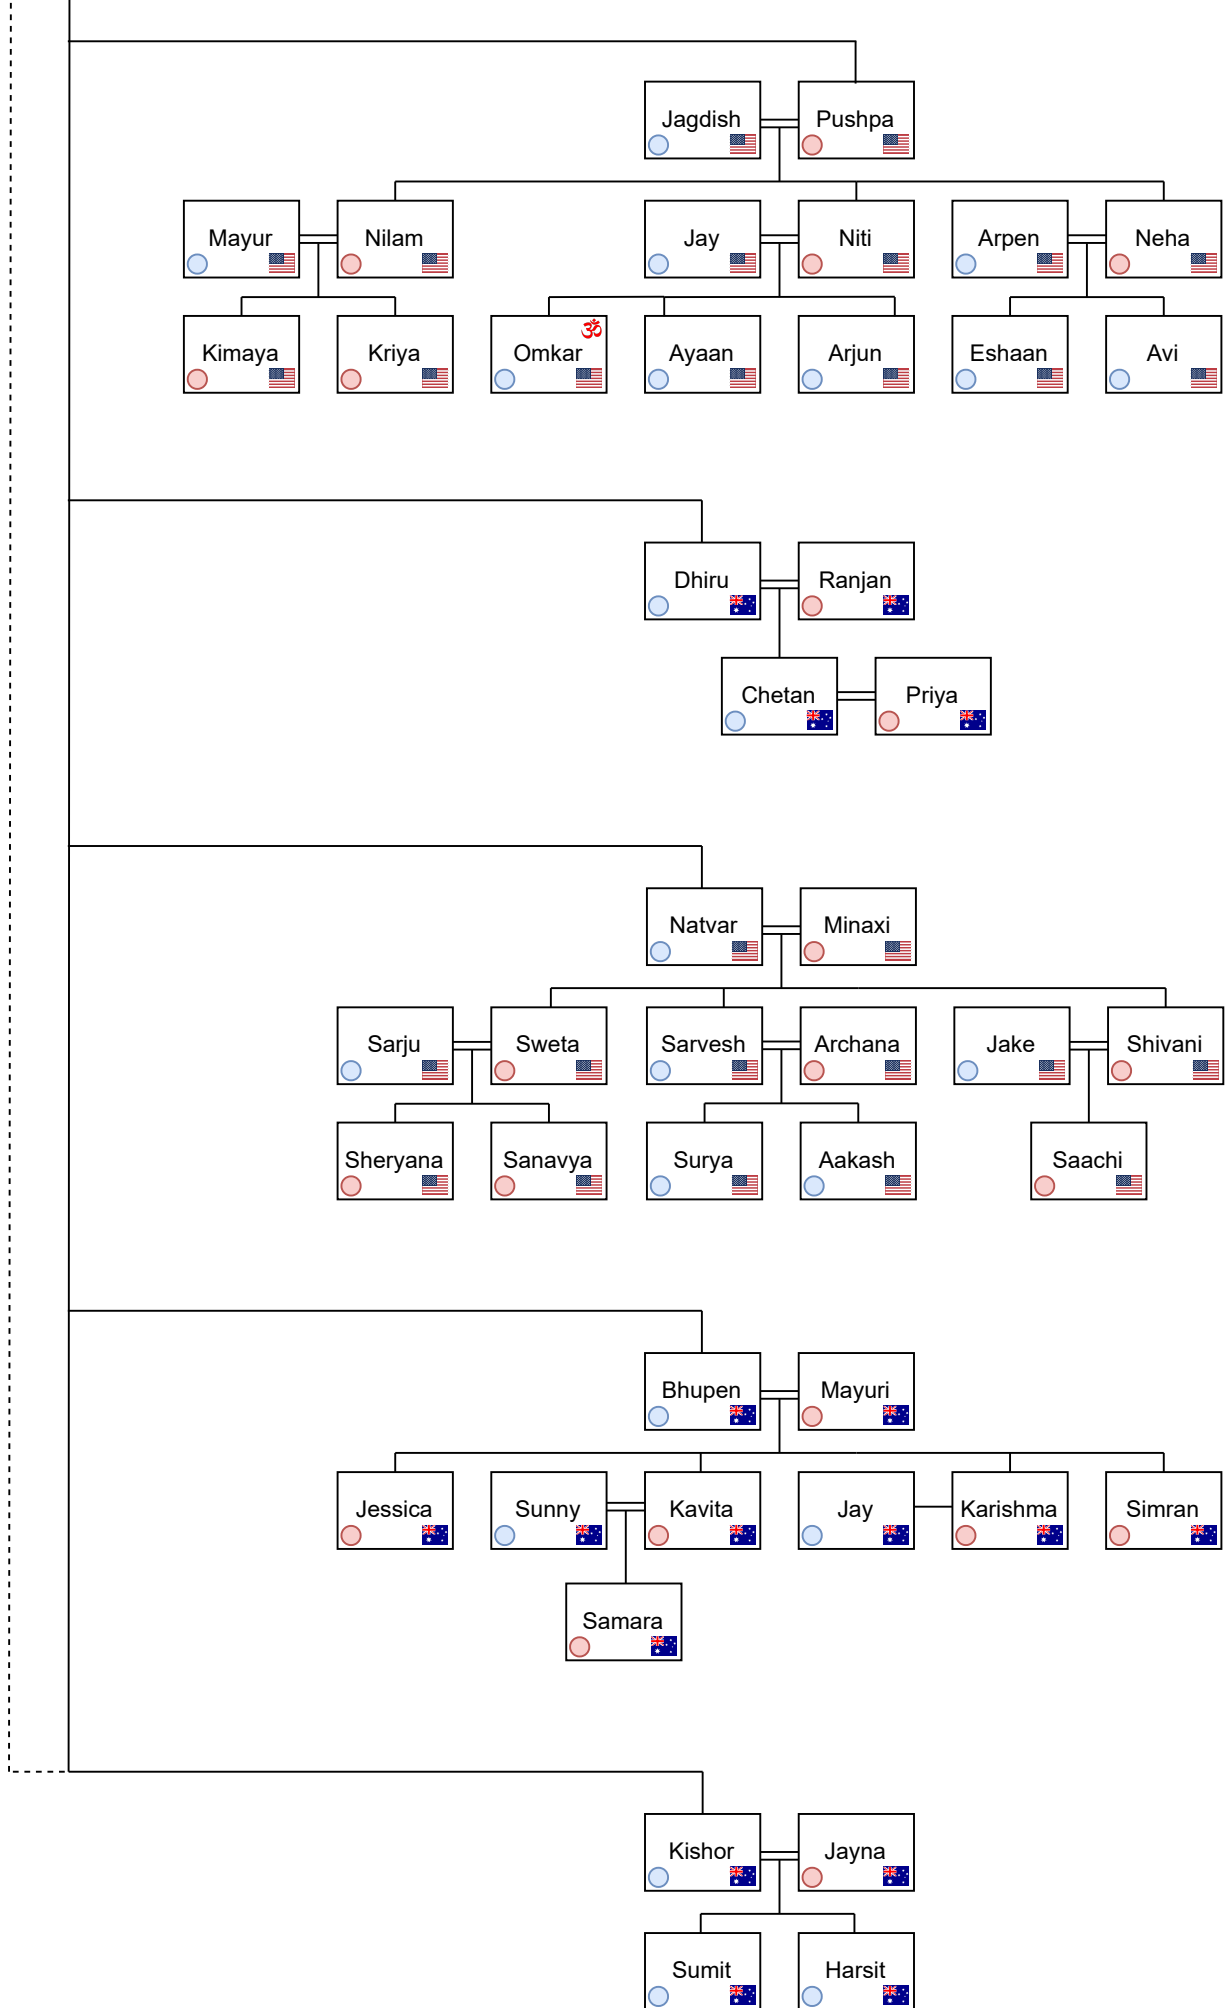 Jagdish
Pushpa
Mayur
Nilam
Jay
Niti
Arpen
Neha
Kimaya
Kriya
ॐ
Omkar
Ayaan
Arjun
Eshaan
Avi
Dhiru
Ranjan
Chetan
Priya
Natvar
Minaxi
Sarju
Sweta
Sarvesh
Archana
Jake
Shivani
Sheryana
Sanavya
Surya
Aakash
Saachi
Bhupen
Mayuri
Jessica
Sunny
Kavita
Jay
Karishma
Simran
Samara
Kishor
Jayna
Sumit
Harsit